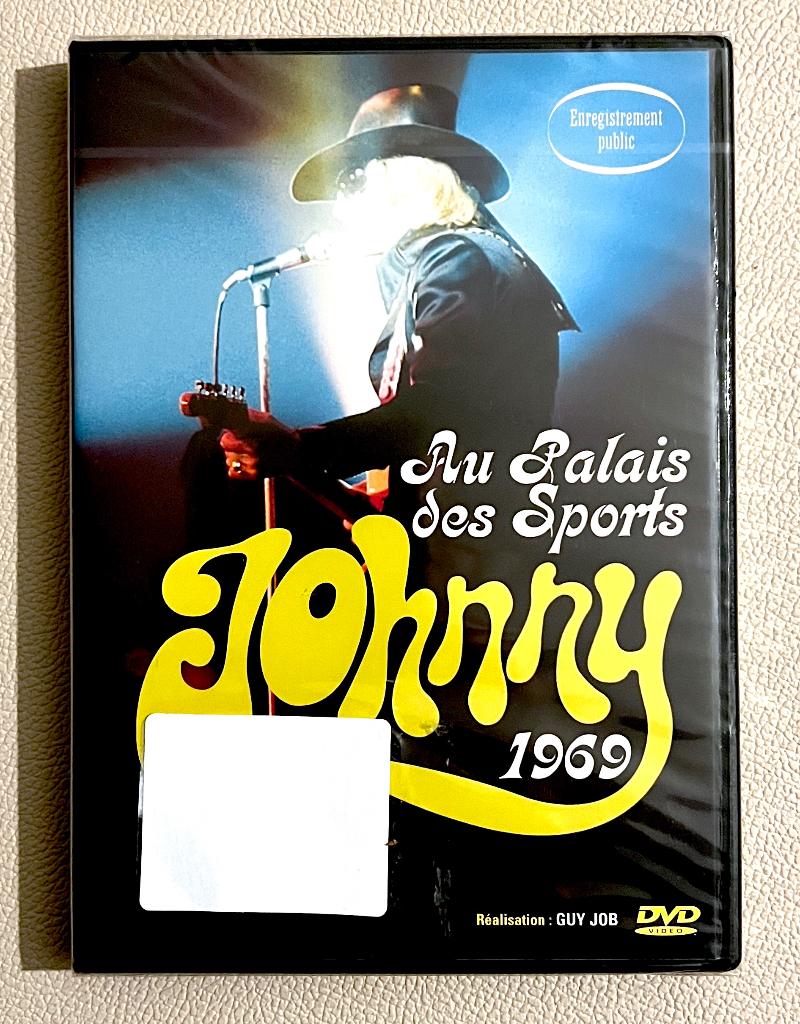 Enregistrement
public
Au Palais
des Sports
Johnny
1969
Réalisation : GUY JOB
DVD
VIDEO